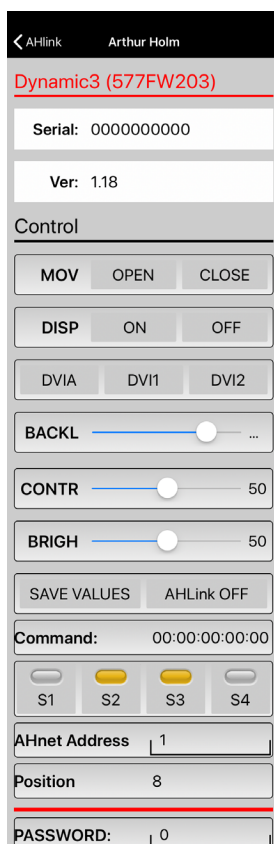 AHlink Arthur Holm
Dynamic3 (577FW203)
Serial: 0000000000
Ver: 1.18
Control
MOV OPEN CLOSE
DISP ON OFF
DVIA DVI1 DVI2
BACKL ...
CONTR 50
BRIGH 50
SAVE VALUES AHLink OFF
Command: 00:00:00:00:00
S1 S2 S3 S4
AHnet Address 1
Position 8
PASSWORD: 0